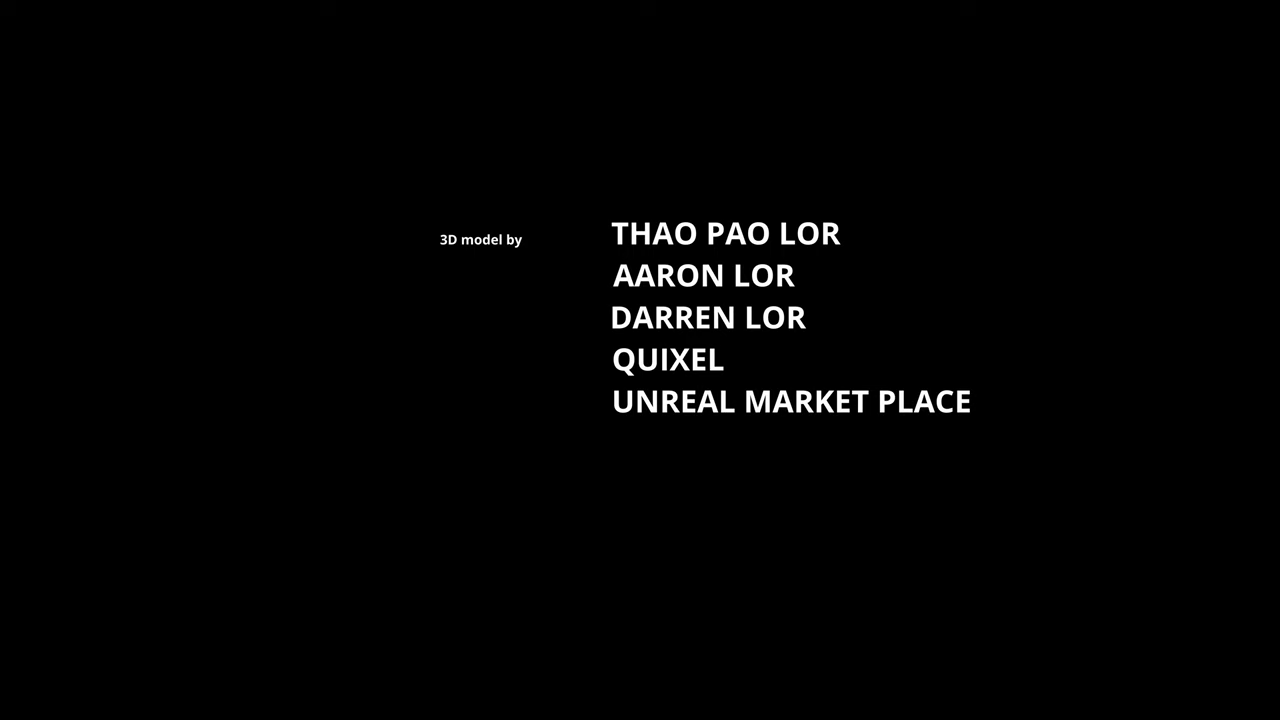 3D model by THAO PAO LOR
AARON LOR
DARREN LOR
QUIXEL
UNREAL MARKET PLACE